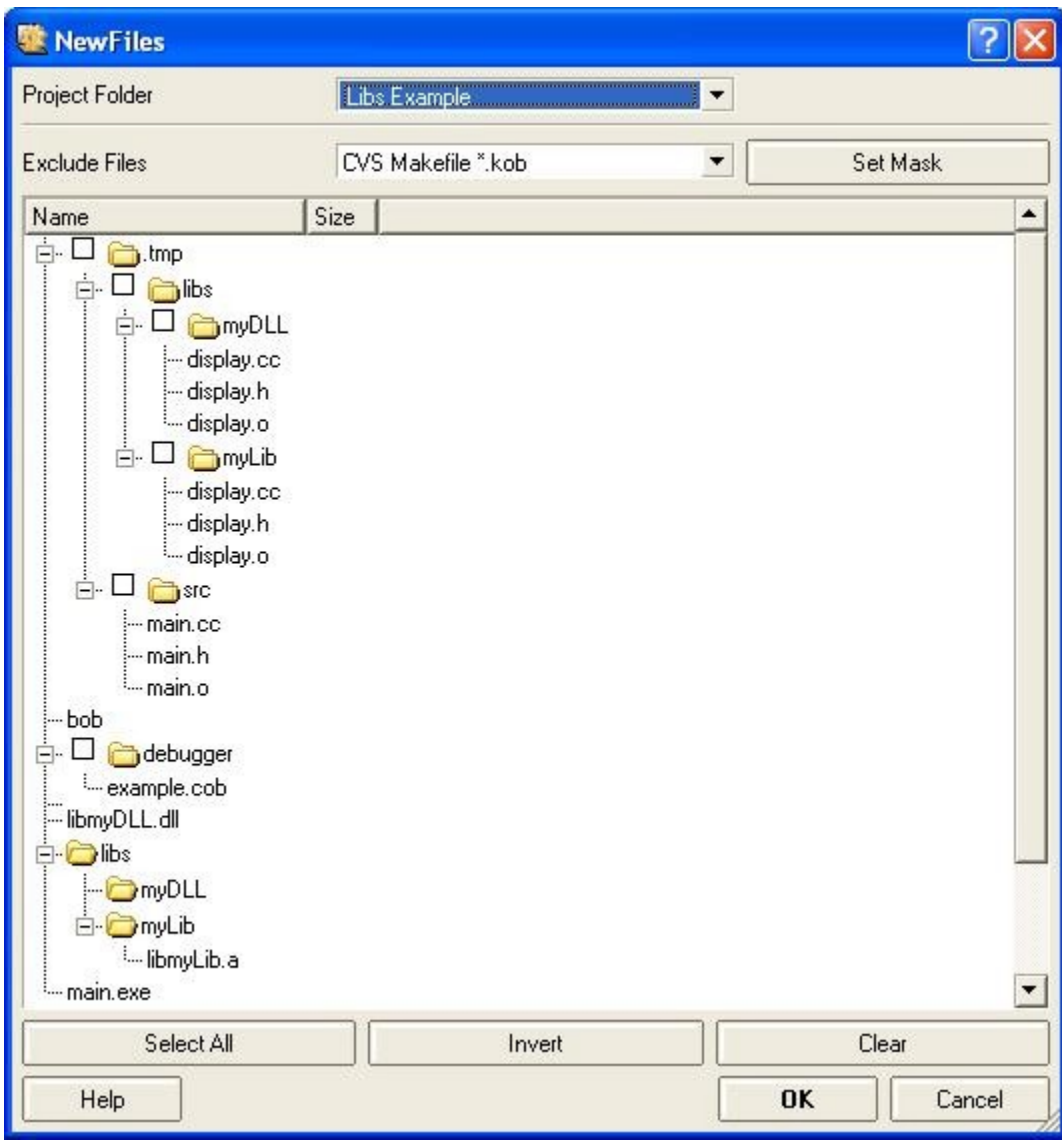 NewFiles
Project Folder Libs Example
Exclude Files CVS Makefile *.kob Set Mask
Name Size
.tmp
libs
myDLL
display.cc
display.h
display.o
myLib
display.cc
display.h
display.o
src
main.cc
main.h
main.o
bob
debugger
example.cob
libmyDLL.dll
libs
myDLL
myLib
libmyLib.a
main.exe
Select All Invert Clear
Help OK Cancel